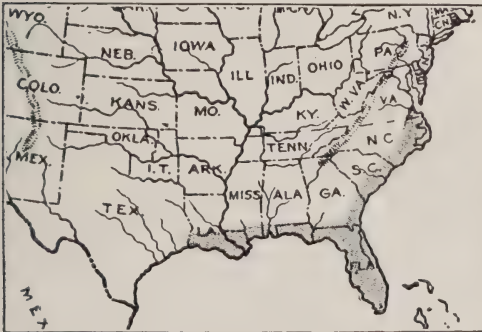 WYO.
NEB.
IOWA
ILL
IND.
OHIO
PA.
N.Y
COLO.
KANS.
MO.
KY.
W.VA.
VA.
OKLA.
I.T.
ARK.
TENN
N C
S.C.
MEX.
TEX.
LA.
MISS
ALA
GA.
FLA
MEX